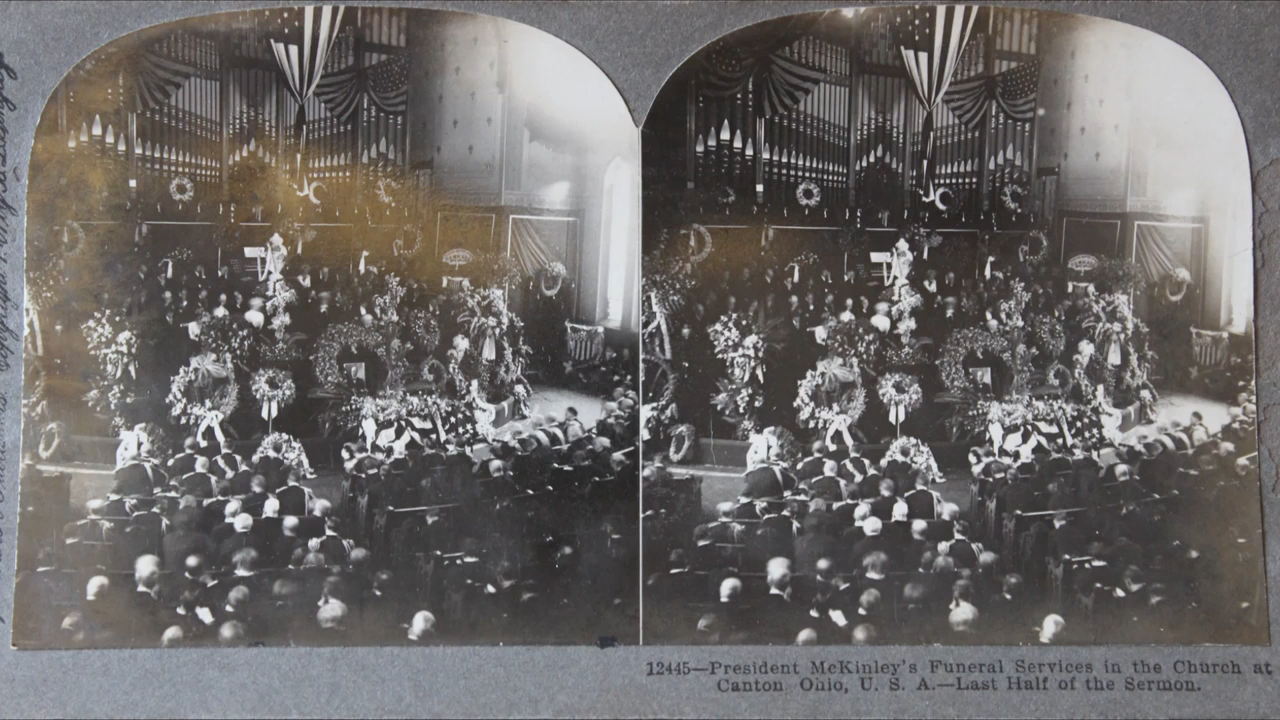 12445—President McKinley's Funeral Services in the Church at
Canton Ohio, U. S. A.—Last Half of the Sermon.